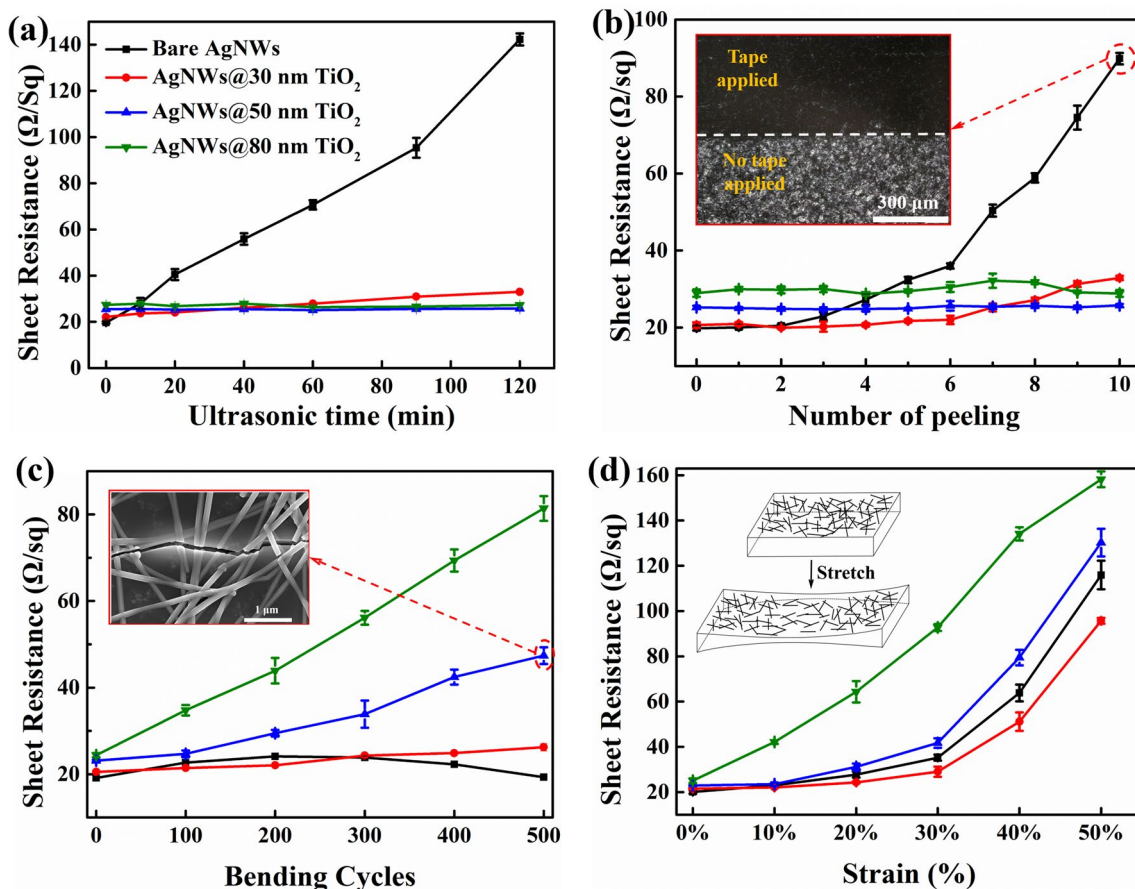 (a)
Sheet Resistance (Ω/Sq)
140
120
100
80
60
40
20
0
Bare AgNWs
AgNWs@30 nm TiO₂
AgNWs@50 nm TiO₂
AgNWs@80 nm TiO₂
0 20 40 60 80 100 120
Ultrasonic time (min)
(b)
Sheet Resistance (Ω/sq)
100
80
60
40
20
Tape
applied
No tape
applied
300 μm
0 2 4 6 8 10
Number of peeling
(c)
Sheet Resistance (Ω/sq)
80
60
40
20
1 μm
0 100 200 300 400 500
Bending Cycles
(d)
Sheet Resistance (Ω/sq)
160
140
120
100
80
60
40
20
Stretch
0% 10% 20% 30% 40% 50%
Strain (%)